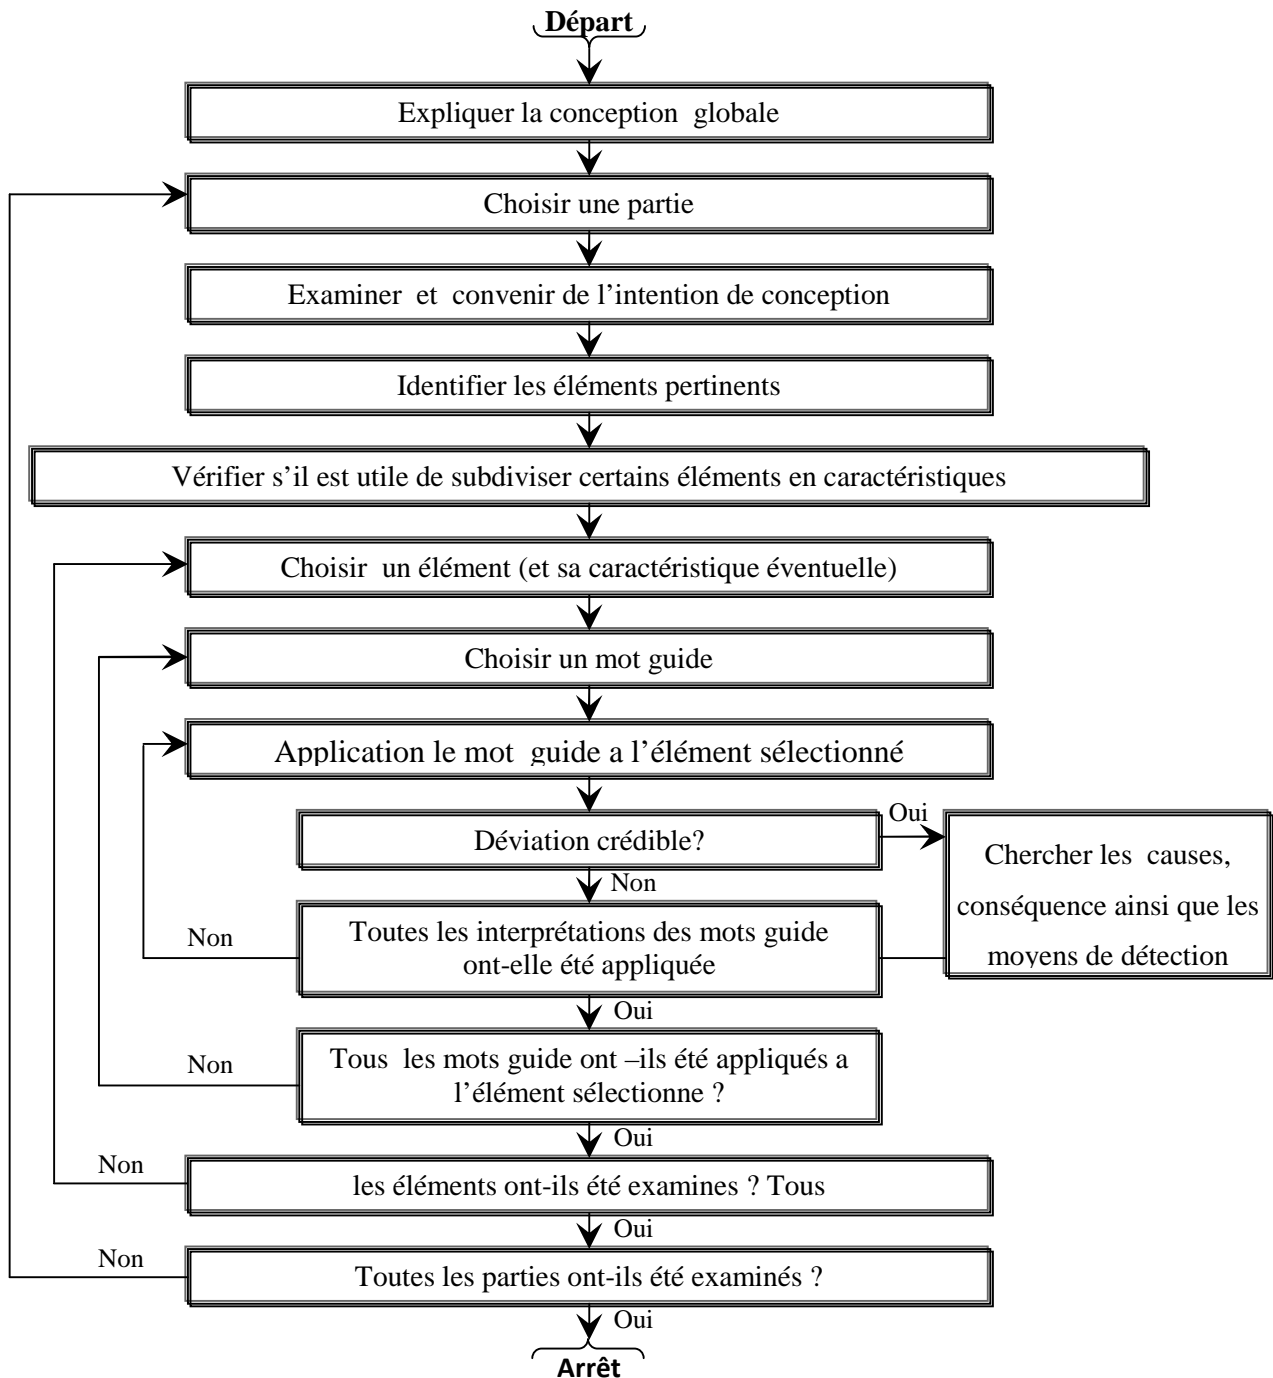 Départ
Expliquer la conception globale
Choisir une partie
Examiner et convenir de l’intention de conception
Identifier les éléments pertinents
Vérifier s’il est utile de subdiviser certains éléments en caractéristiques
Choisir un élément (et sa caractéristique éventuelle)
Choisir un mot guide
Application le mot guide a l’élément sélectionné
Déviation crédible?
Oui
Chercher les causes,
conséquence ainsi que les
moyens de détection
Non
Toutes les interprétations des mots guide
ont-elle été appliquée
Non
Oui
Tous les mots guide ont –ils été appliqués a
l’élément sélectionne ?
Non
Oui
les éléments ont-ils été examines ? Tous
Non
Oui
Toutes les parties ont-ils été examinés ?
Non
Oui
Arrêt